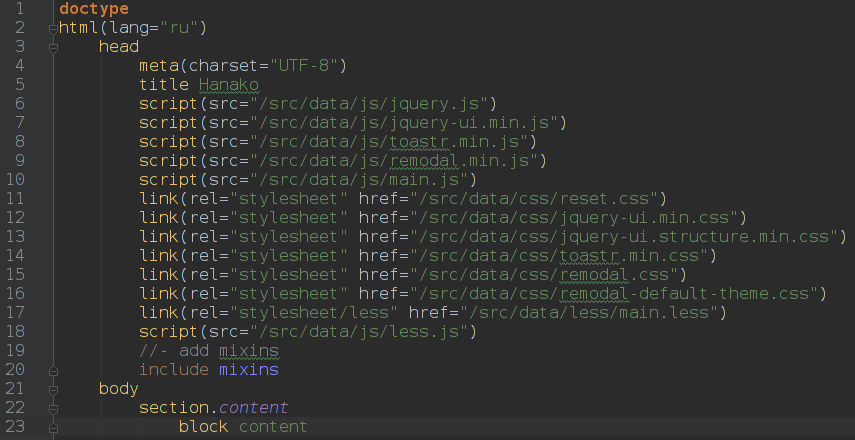 1 doctype
2 html(lang="ru")
3 head
4 meta(charset="UTF-8")
5 title Hanako
6 script(src="/src/data/js/jquery.js")
7 script(src="/src/data/js/jquery-ui.min.js")
8 script(src="/src/data/js/toastr.min.js")
9 script(src="/src/data/js/remodal.min.js")
10 script(src="/src/data/js/main.js")
11 link(rel="stylesheet" href="/src/data/css/reset.css")
12 link(rel="stylesheet" href="/src/data/css/jquery-ui.min.css")
13 link(rel="stylesheet" href="/src/data/css/jquery-ui.structure.min.css")
14 link(rel="stylesheet" href="/src/data/css/toastr.min.css")
15 link(rel="stylesheet" href="/src/data/css/remodal.css")
16 link(rel="stylesheet" href="/src/data/css/remodal-default-theme.css")
17 link(rel="stylesheet/less" href="/src/data/less/main.less")
18 script(src="/src/data/js/less.js")
19 //- add mixins
20 include mixins
21 body
22 section.content
23 block content